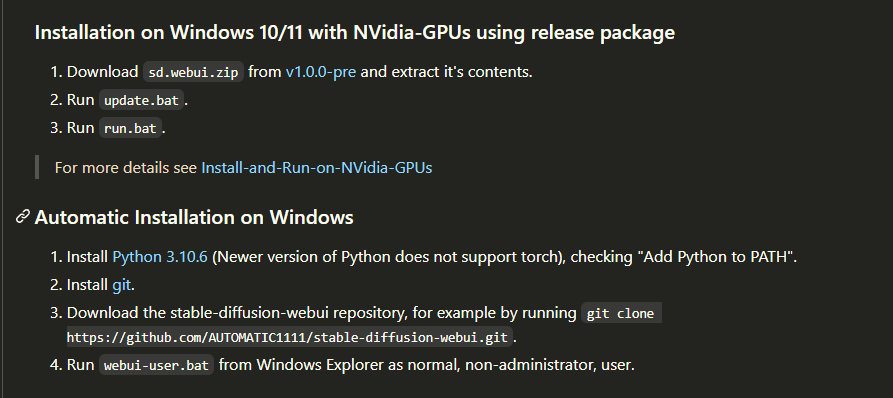 Installation on Windows 10/11 with NVidia-GPUs using release package
1. Download sd.webui.zip from v1.0.0-pre and extract it's contents.
2. Run update.bat.
3. Run run.bat.
For more details see Install-and-Run-on-NVidia-GPUs
Automatic Installation on Windows
1. Install Python 3.10.6 (Newer version of Python does not support torch), checking "Add Python to PATH".
2. Install git.
3. Download the stable-diffusion-webui repository, for example by running git clone
https://github.com/AUTOMATIC1111/stable-diffusion-webui.git.
4. Run webui-user.bat from Windows Explorer as normal, non-administrator, user.